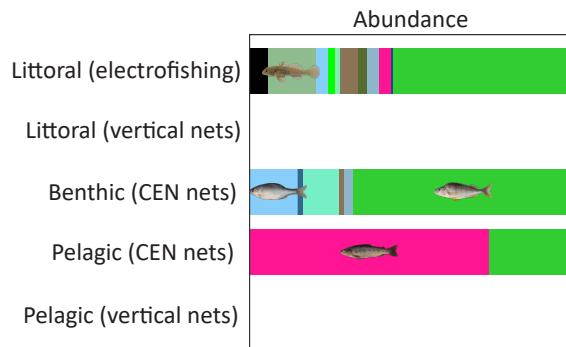 Abundance
Littoral (electrofishing)
Littoral (vertical nets)
Benthic (CEN nets)
Pelagic (CEN nets)
Pelagic (vertical nets)